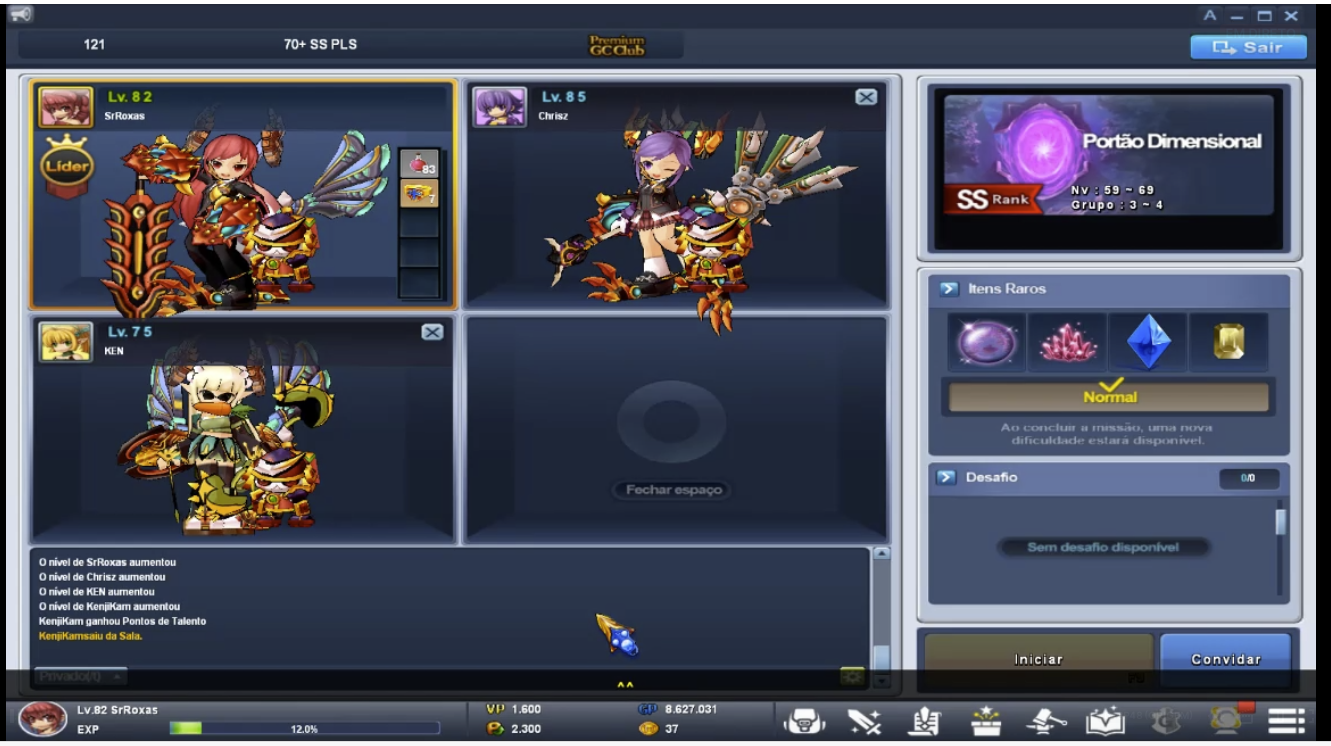 A
121
70+ SS PLS
Premium
GC Club
Sair
Lv. 82
SrRoxas
Líder
83
7
Lv. 85
Chrisz
Portão Dimensional
SS Rank
Nv : 59 ~ 69
Grupo : 3 ~ 4
Itens Raros
Normal
Ao concluir a missão, uma nova
dificuldade estará disponível.
Lv. 75
KEN
Fechar espaço
Desafio
0/0
Sem desafio disponível
O nível de SrRoxas aumentou
O nível de Chrisz aumentou
O nível de KEN aumentou
O nível de KenjiKam aumentou
KenjiKam ganhou Pontos de Talento
KenjiKamsaiu da Sala.
Privado(/t)
Iniciar
Convidar
Lv.82 SrRoxas
EXP
12.0%
VP 1.600
2.300
GP 8.627.031
37